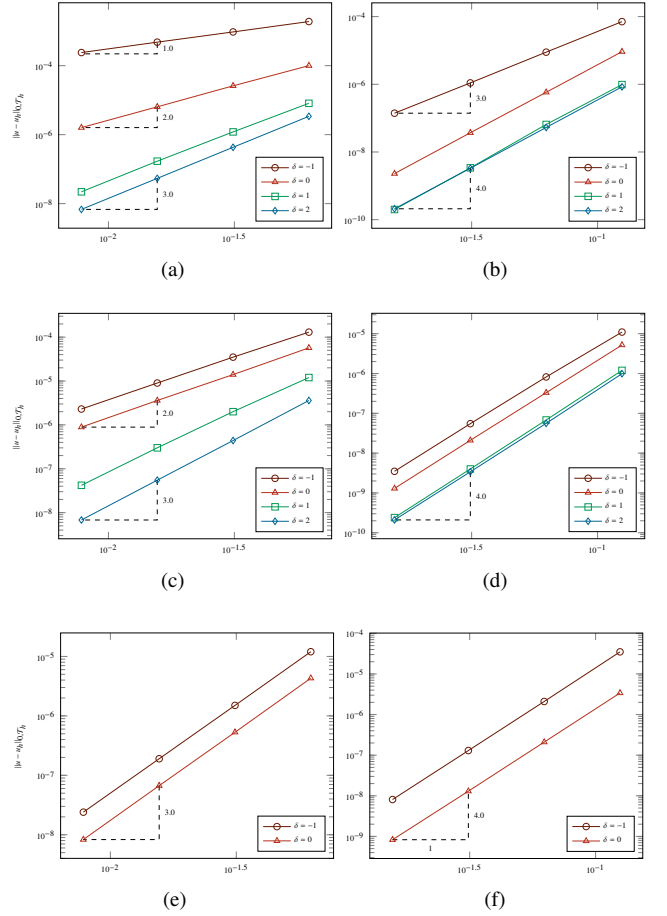 ‖u − u_h‖_{0,𝒯_h}
10^{−4}
10^{−6}
10^{−8}
1.0
2.0
3.0
δ = −1
δ = 0
δ = 1
δ = 2
10^{−2}
10^{−1.5}
(a)
10^{−4}
10^{−6}
10^{−8}
10^{−10}
3.0
4.0
δ = −1
δ = 0
δ = 1
δ = 2
10^{−1.5}
10^{−1}
(b)
‖u − u_h‖_{0,𝒯_h}
10^{−4}
10^{−5}
10^{−6}
10^{−7}
10^{−8}
2.0
3.0
δ = −1
δ = 0
δ = 1
δ = 2
10^{−2}
10^{−1.5}
(c)
10^{−5}
10^{−6}
10^{−7}
10^{−8}
10^{−9}
10^{−10}
4.0
δ = −1
δ = 0
δ = 1
δ = 2
10^{−1.5}
10^{−1}
(d)
‖u − u_h‖_{0,𝒯_h}
10^{−5}
10^{−6}
10^{−7}
10^{−8}
3.0
δ = −1
δ = 0
10^{−2}
10^{−1.5}
(e)
10^{−4}
10^{−5}
10^{−6}
10^{−7}
10^{−8}
10^{−9}
4.0
1
δ = −1
δ = 0
10^{−1.5}
10^{−1}
(f)